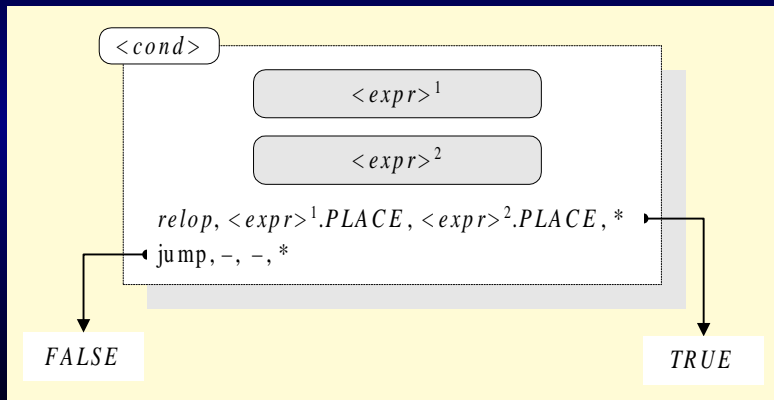 <cond>
<expr>¹
<expr>²
relop, <expr>¹.PLACE, <expr>².PLACE, *
jump, –, –, *
FALSE
TRUE